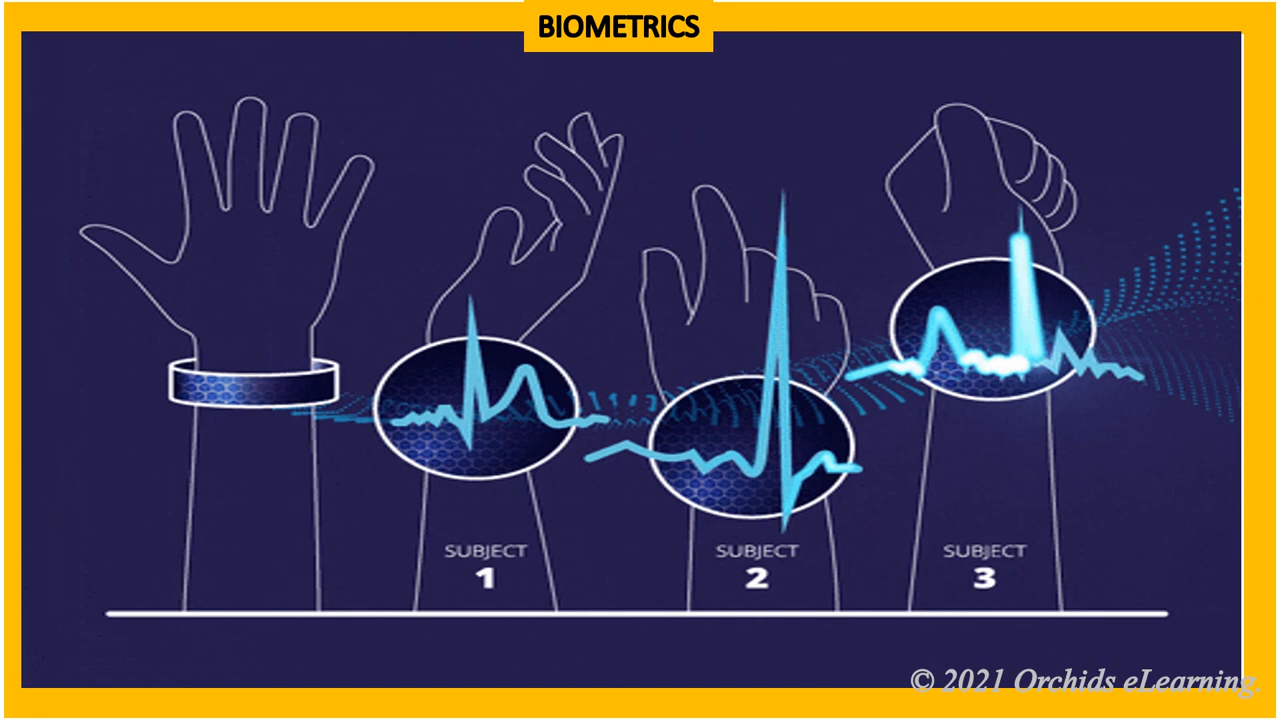 BIOMETRICS
SUBJECT
1
SUBJECT
2
SUBJECT
3
© 2021 Orchids eLearning.